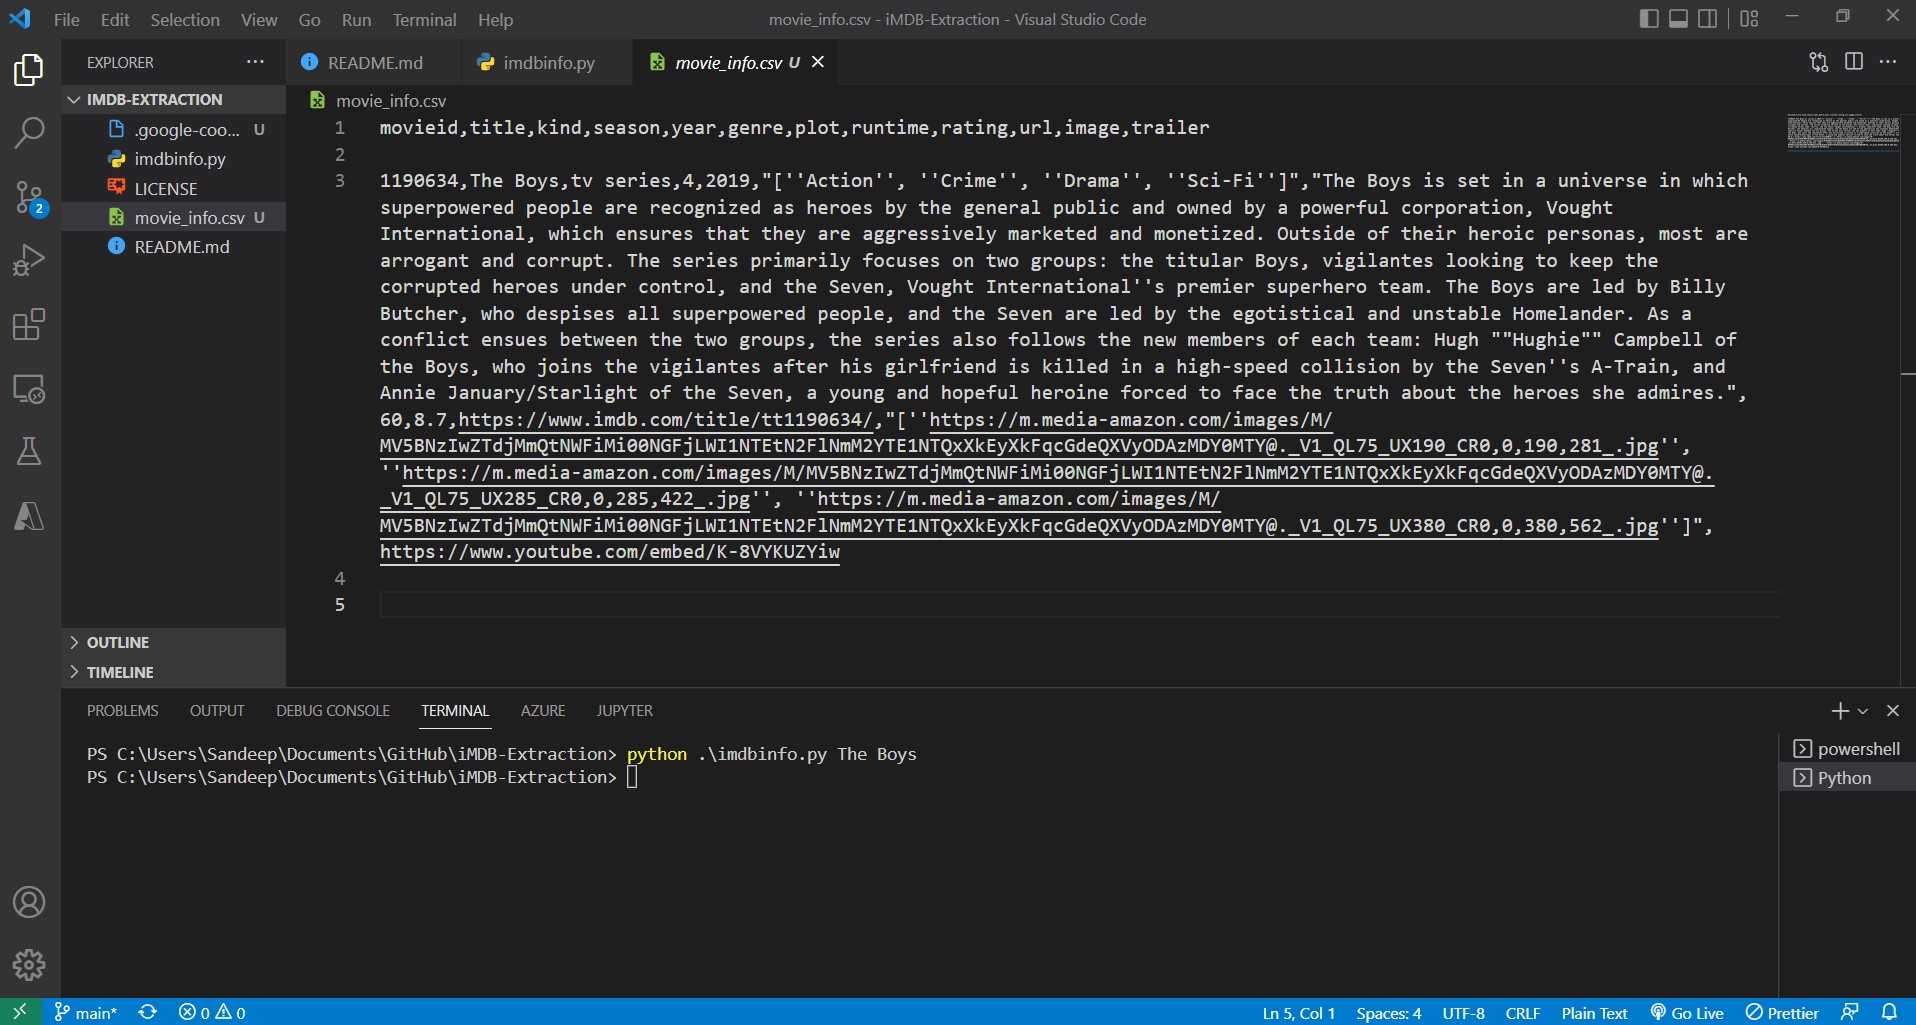 File Edit Selection View Go Run Terminal Help
movie_info.csv - iMDB-Extraction - Visual Studio Code
EXPLORER
README.md
imdbinfo.py
movie_info.csv U
IMDB-EXTRACTION
.google-coo... U
imdbinfo.py
LICENSE
movie_info.csv U
README.md
OUTLINE
TIMELINE
2
movie_info.csv
1 movieid,title,kind,season,year,genre,plot,runtime,rating,url,image,trailer
2
3 1190634,The Boys,tv series,4,2019,"[''Action'', ''Crime'', ''Drama'', ''Sci-Fi'']","The Boys is set in a universe in which
superpowered people are recognized as heroes by the general public and owned by a powerful corporation, Vought
International, which ensures that they are aggressively marketed and monetized. Outside of their heroic personas, most are
arrogant and corrupt. The series primarily focuses on two groups: the titular Boys, vigilantes looking to keep the
corrupted heroes under control, and the Seven, Vought International''s premier superhero team. The Boys are led by Billy
Butcher, who despises all superpowered people, and the Seven are led by the egotistical and unstable Homelander. As a
conflict ensues between the two groups, the series also follows the new members of each team: Hugh ""Hughie"" Campbell of
the Boys, who joins the vigilantes after his girlfriend is killed in a high-speed collision by the Seven''s A-Train, and
Annie January/Starlight of the Seven, a young and hopeful heroine forced to face the truth about the heroes she admires.",
60,8.7,https://www.imdb.com/title/tt1190634/,"[''https://m.media-amazon.com/images/M/
MV5BNzIwZTdjMmQtNWFiMi00NGFjLWI1NTEtN2FlNmM2YTE1NTQxXkEyXkFqcGdeQXVyODAzMDY0MTY@._V1_QL75_UX190_CR0,0,190,281_.jpg'',
''https://m.media-amazon.com/images/M/MV5BNzIwZTdjMmQtNWFiMi00NGFjLWI1NTEtN2FlNmM2YTE1NTQxXkEyXkFqcGdeQXVyODAzMDY0MTY@.
_V1_QL75_UX285_CR0,0,285,422_.jpg'', ''https://m.media-amazon.com/images/M/
MV5BNzIwZTdjMmQtNWFiMi00NGFjLWI1NTEtN2FlNmM2YTE1NTQxXkEyXkFqcGdeQXVyODAzMDY0MTY@._V1_QL75_UX380_CR0,0,380,562_.jpg'']",
https://www.youtube.com/embed/K-8VYKUZYiw
4
5
PROBLEMS OUTPUT DEBUG CONSOLE TERMINAL AZURE JUPYTER
PS C:\Users\Sandeep\Documents\GitHub\iMDB-Extraction> python .\imdbinfo.py The Boys
PS C:\Users\Sandeep\Documents\GitHub\iMDB-Extraction>
powershell
Python
main* 0 0
Ln 5, Col 1 Spaces: 4 UTF-8 CRLF Plain Text Go Live Prettier